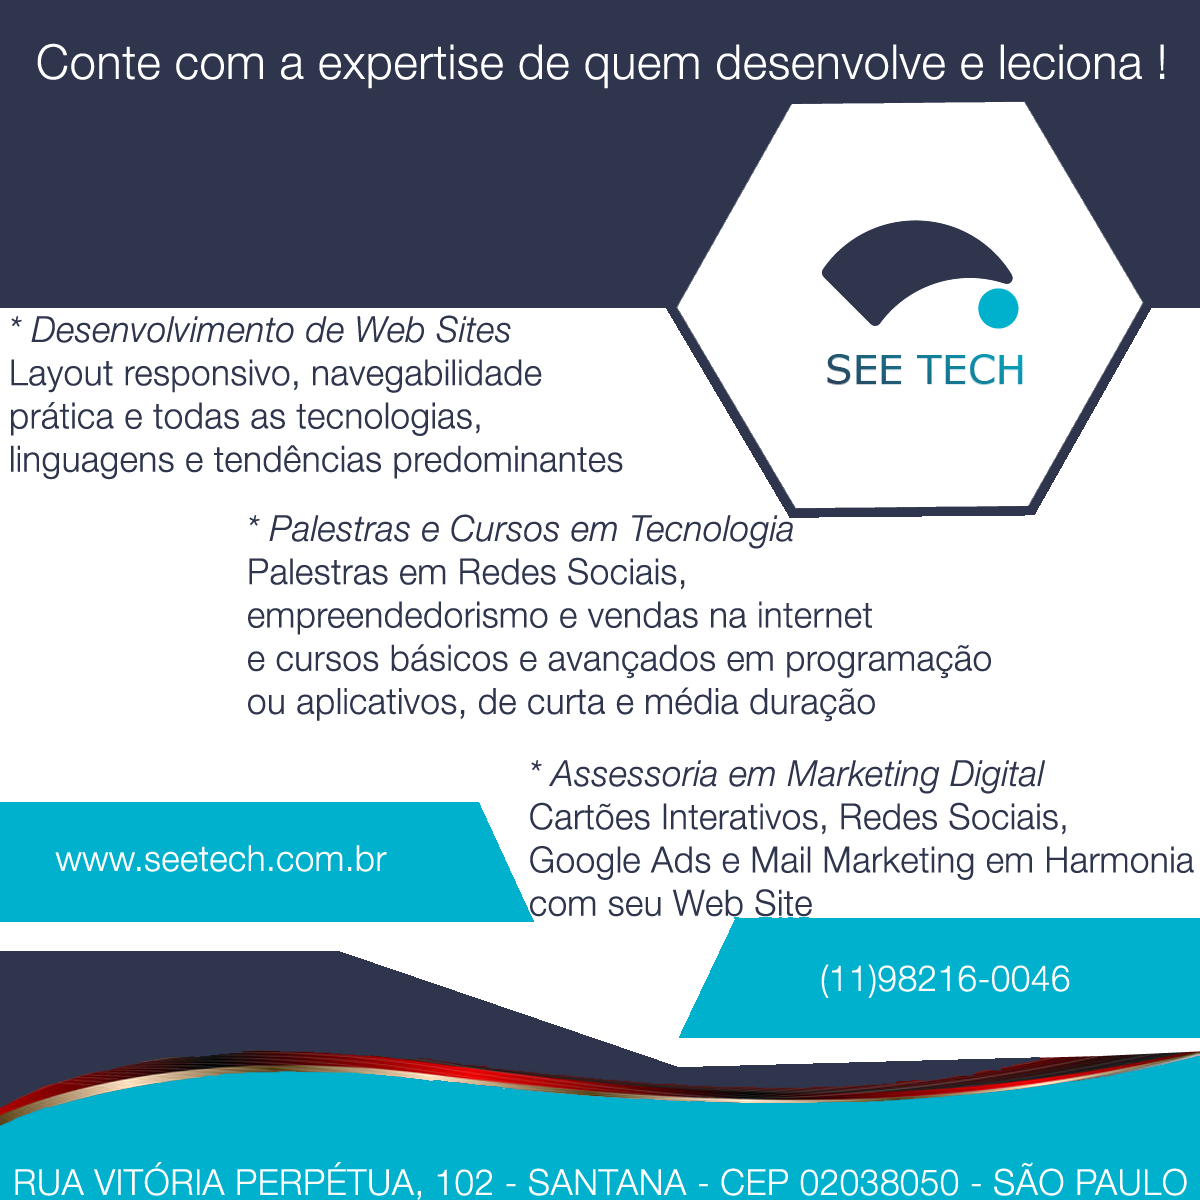 Conte com a expertise de quem desenvolve e leciona !
SEE TECH
* Desenvolvimento de Web Sites
Layout responsivo, navegabilidade
prática e todas as tecnologias,
linguagens e tendências predominantes
* Palestras e Cursos em Tecnologia
Palestras em Redes Sociais,
empreendedorismo e vendas na internet
e cursos básicos e avançados em programação
ou aplicativos, de curta e média duração
* Assessoria em Marketing Digital
Cartões Interativos, Redes Sociais,
Google Ads e Mail Marketing em Harmonia
com seu Web Site
www.seetech.com.br
(11)98216-0046
RUA VITÓRIA PERPÉTUA, 102 - SANTANA - CEP 02038050 - SÃO PAULO